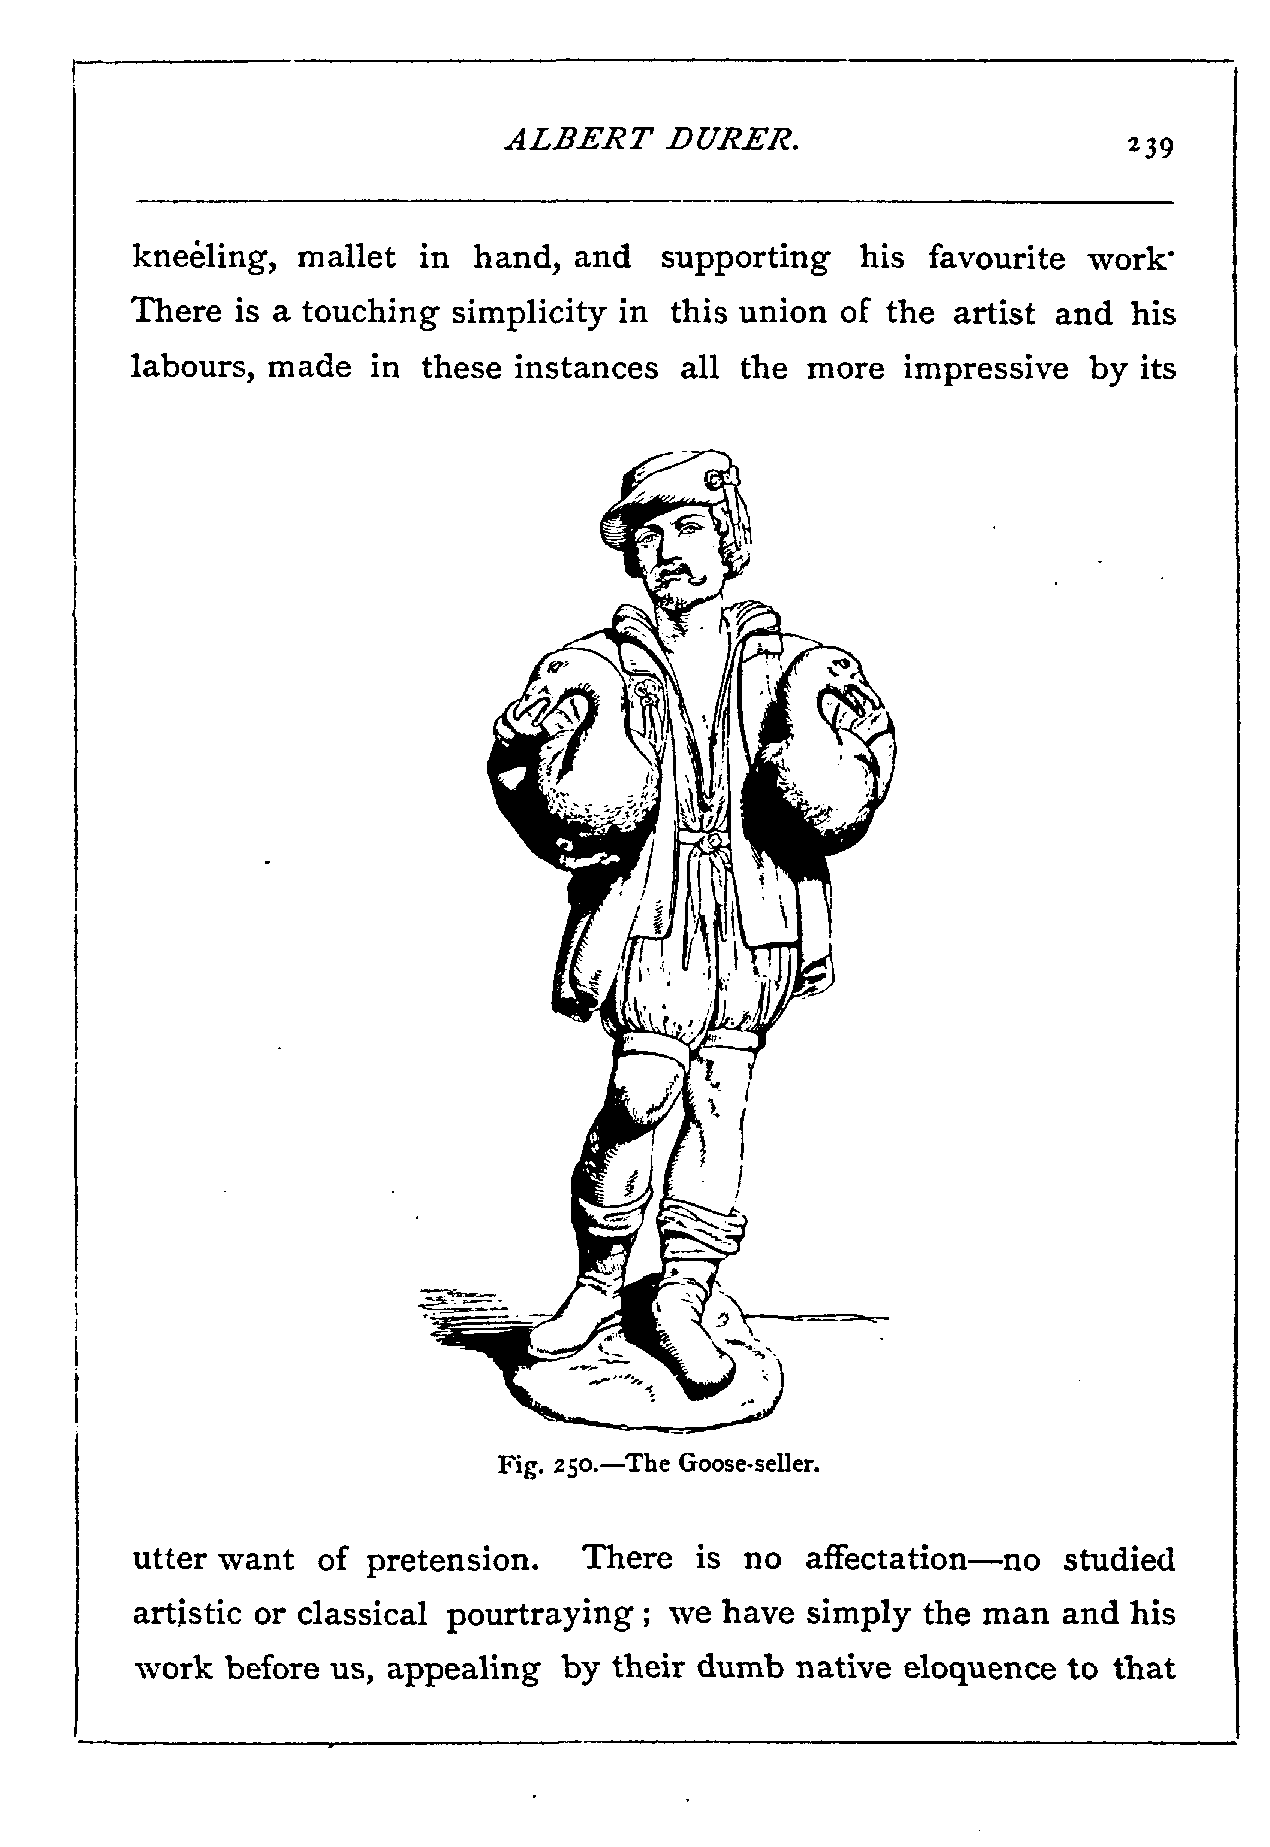 ALBERT DURER. 239
kneeling, mallet in hand, and supporting his favourite work.
There is a touching simplicity in this union of the artist and his
labours, made in these instances all the more impressive by its
Fig. 250.—The Goose-seller.
utter want of pretension. There is no affectation—no studied
artistic or classical pourtraying ; we have simply the man and his
work before us, appealing by their dumb native eloquence to that